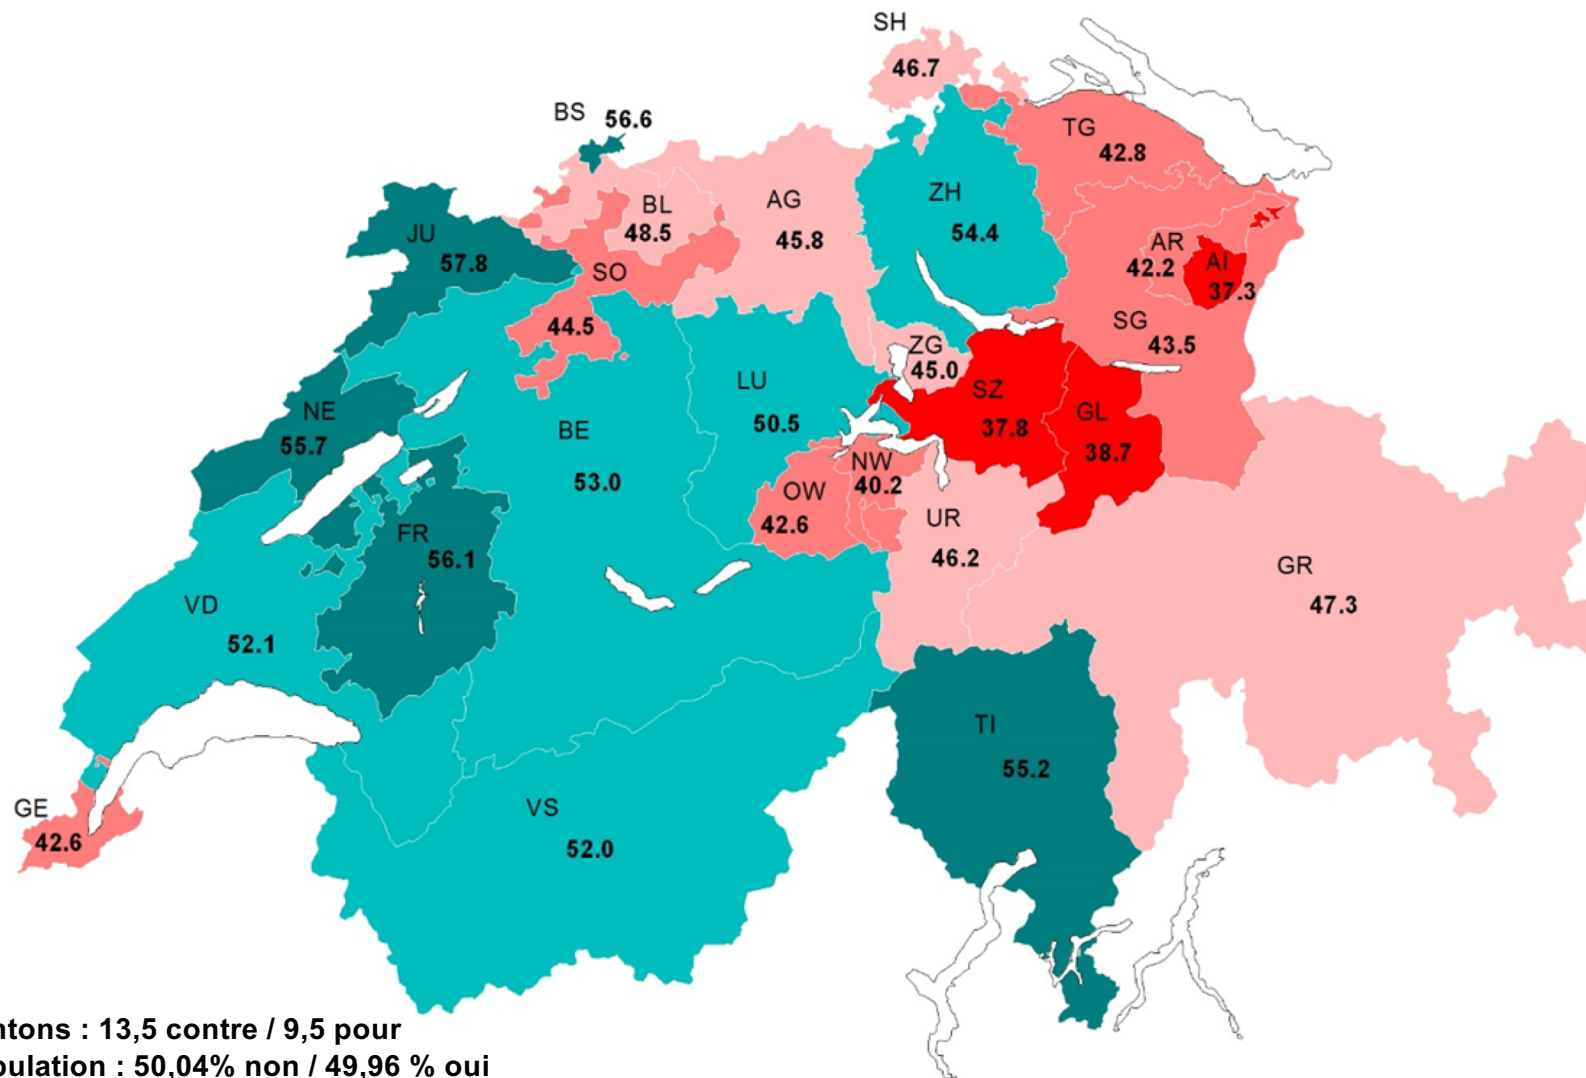 SH
46.7
BS
56.6
TG
42.8
JU
57.8
BL
48.5
AG
45.8
ZH
54.4
AR
42.2
AI
37.3
SO
44.5
SG
43.5
ZG
45.0
NE
55.7
BE
53.0
LU
50.5
SZ
37.8
GL
38.7
NW
40.2
OW
42.6
UR
46.2
FR
56.1
GR
47.3
VD
52.1
TI
55.2
GE
42.6
VS
52.0
ntons : 13,5 contre / 9,5 pour
pulation : 50,04% non / 49,96 % oui